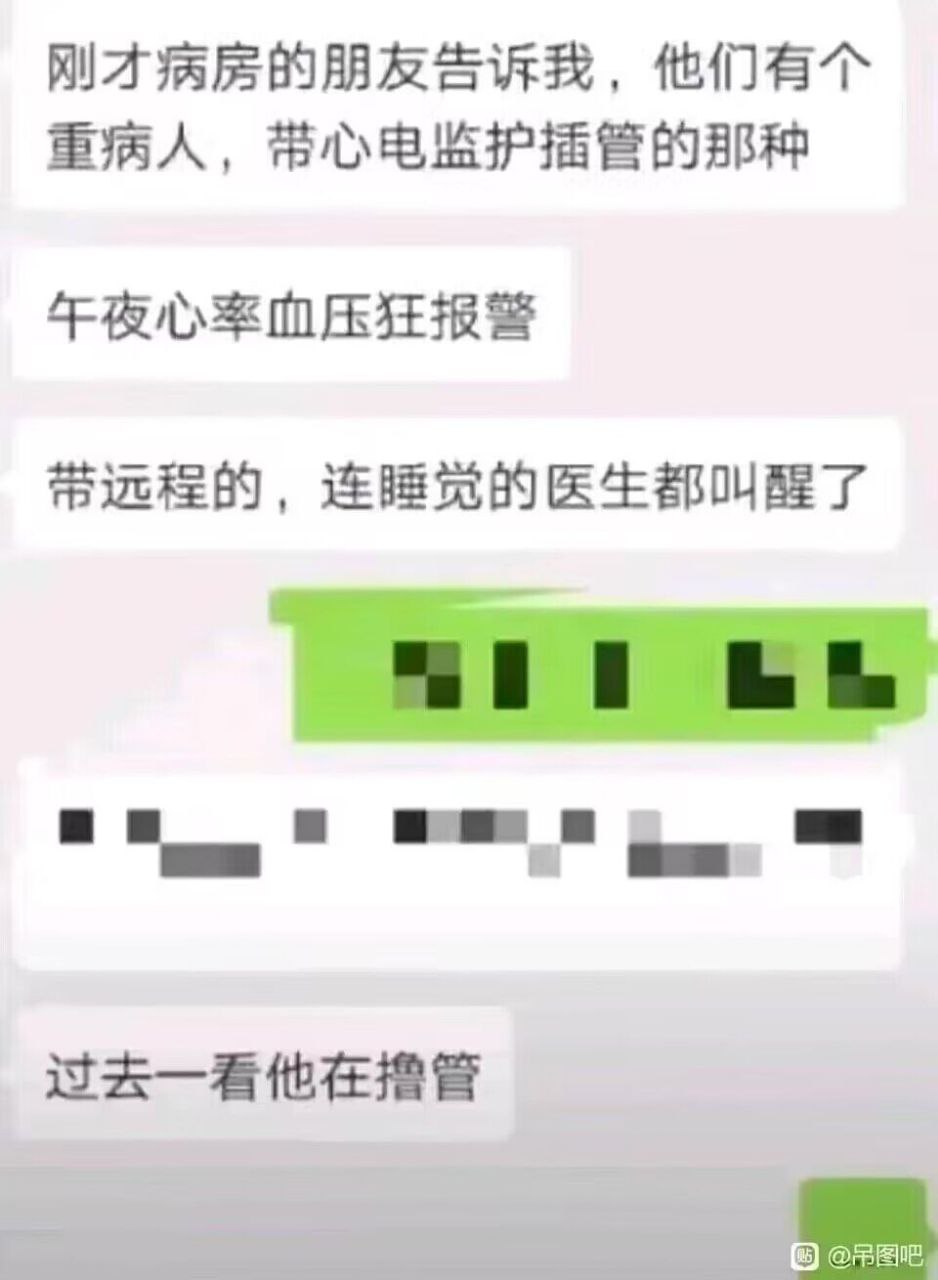 刚才病房的朋友告诉我，他们有个
重病人，带心电监护插管的那种
午夜心率血压狂报警
带远程的，连睡觉的医生都叫醒了
过去一看他在撸管
贴 @吊图吧